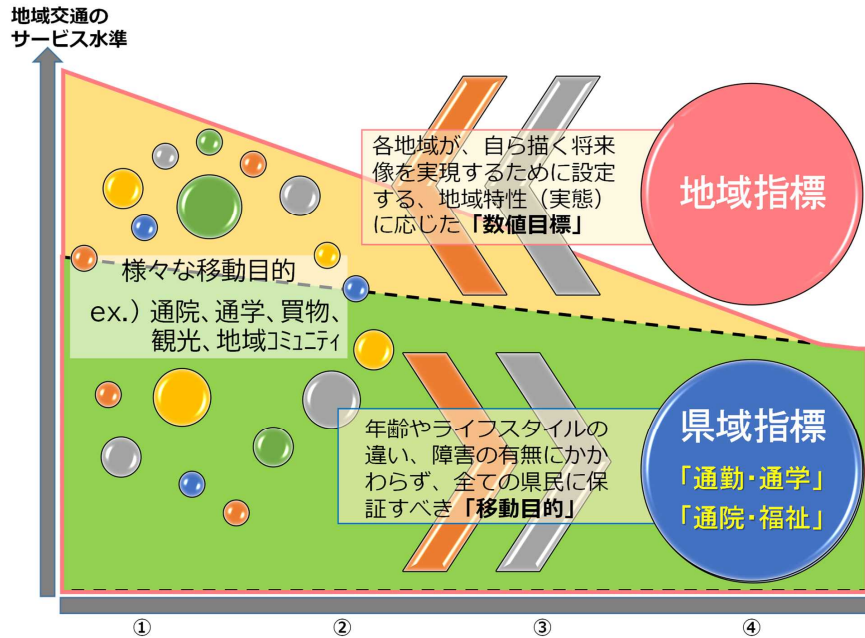 地域交通の
サービス水準
各地域が、自ら描く将来
像を実現するために設定
する、地域特性（実態）
に応じた「数値目標」
地域指標
様々な移動目的
ex.）通院、通学、買物、
観光、地域コミュニティ
年齢やライフスタイルの
違い、障害の有無にかか
わらず、全ての県民に保
証すべき「移動目的」
県域指標
「通勤・通学」
「通院・福祉」
① ② ③ ④